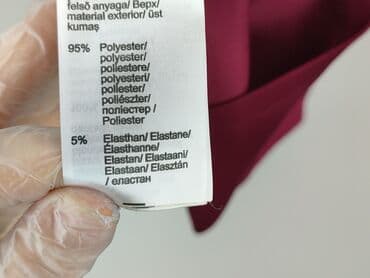 felső anyaga/ Верх/
material exterior/ üst
kumaş
95% Polyester/
polyester/
poliestere/
polyesteri/
poliester/
poliészter/
поліестер /
Poliester
5% Elasthan/ Elastane/
Élasthanne/
Elastan/ Elastaani/
Elastaan/ Elasztán
/ еластан